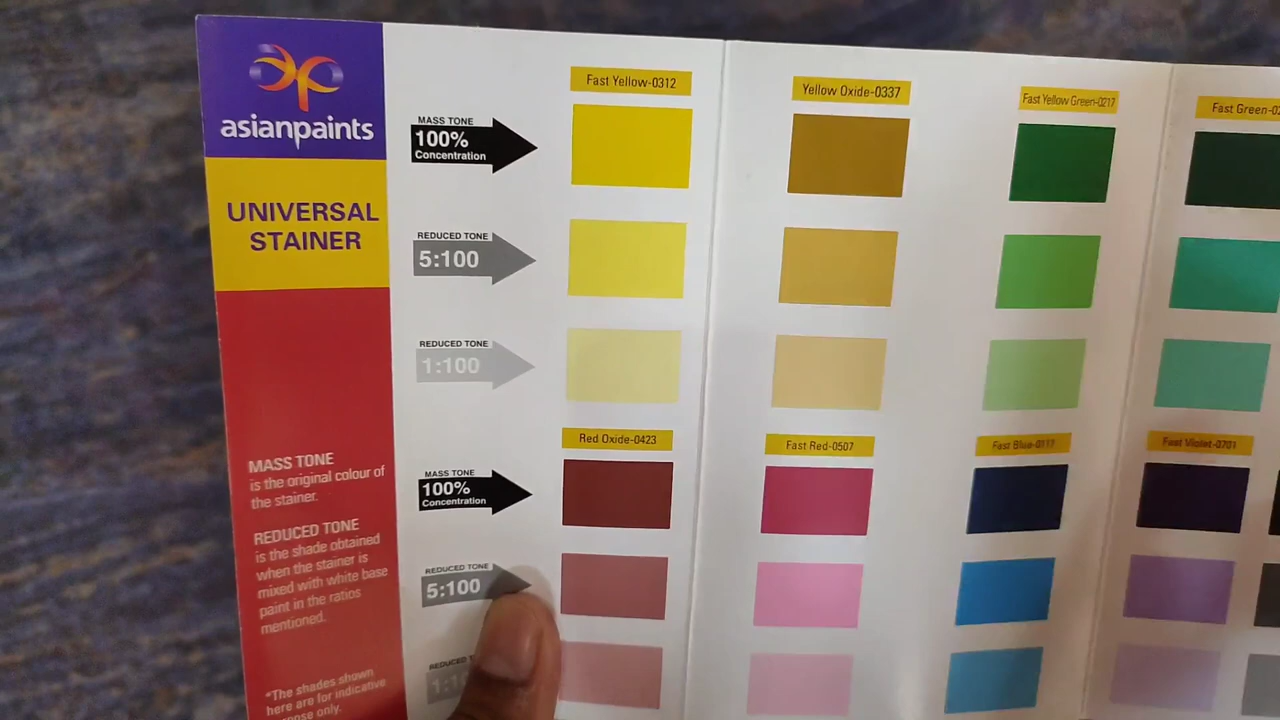 asianpaints
UNIVERSAL
STAINER
MASS TONE
is the original colour of
the stainer.
REDUCED TONE
is the shade obtained
when the stainer is
mixed with white base
paint in the ratios
mentioned.
*The shades shown
here are for indicative
only.
Fast Yellow-0312
Yellow Oxide-0337
Fast Yellow Green-0217
Fast Green-
MASS TONE
100%
Concentration
REDUCED TONE
5:100
REDUCED TONE
1:100
Red Oxide-0423
Fast Red-0507
Fast Blue-0117
Fast Violet-0701
MASS TONE
100%
Concentration
REDUCED TONE
5:100
REDUCED